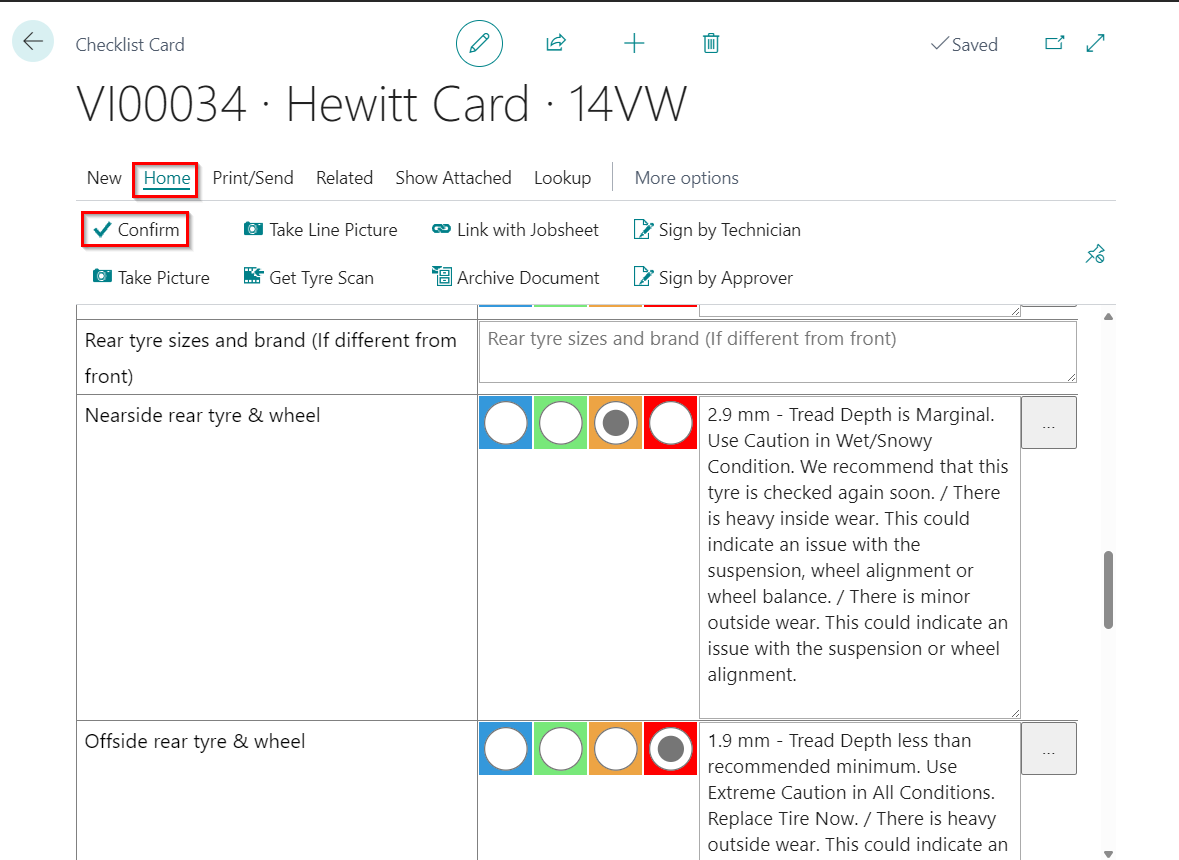 Checklist Card
Saved
VI00034 · Hewitt Card · 14VW
New Home Print/Send Related Show Attached Lookup More options
Confirm Take Line Picture Link with Jobsheet Sign by Technician
Take Picture Get Tyre Scan Archive Document Sign by Approver
Rear tyre sizes and brand (If different from
front)
Rear tyre sizes and brand (If different from front)
Nearside rear tyre & wheel
2.9 mm - Tread Depth is Marginal.
Use Caution in Wet/Snowy
Condition. We recommend that this
tyre is checked again soon. / There
is heavy inside wear. This could
indicate an issue with the
suspension, wheel alignment or
wheel balance. / There is minor
outside wear. This could indicate an
issue with the suspension or wheel
alignment.
...
Offside rear tyre & wheel
1.9 mm - Tread Depth less than
recommended minimum. Use
Extreme Caution in All Conditions.
Replace Tire Now. / There is heavy
outside wear. This could indicate an
...